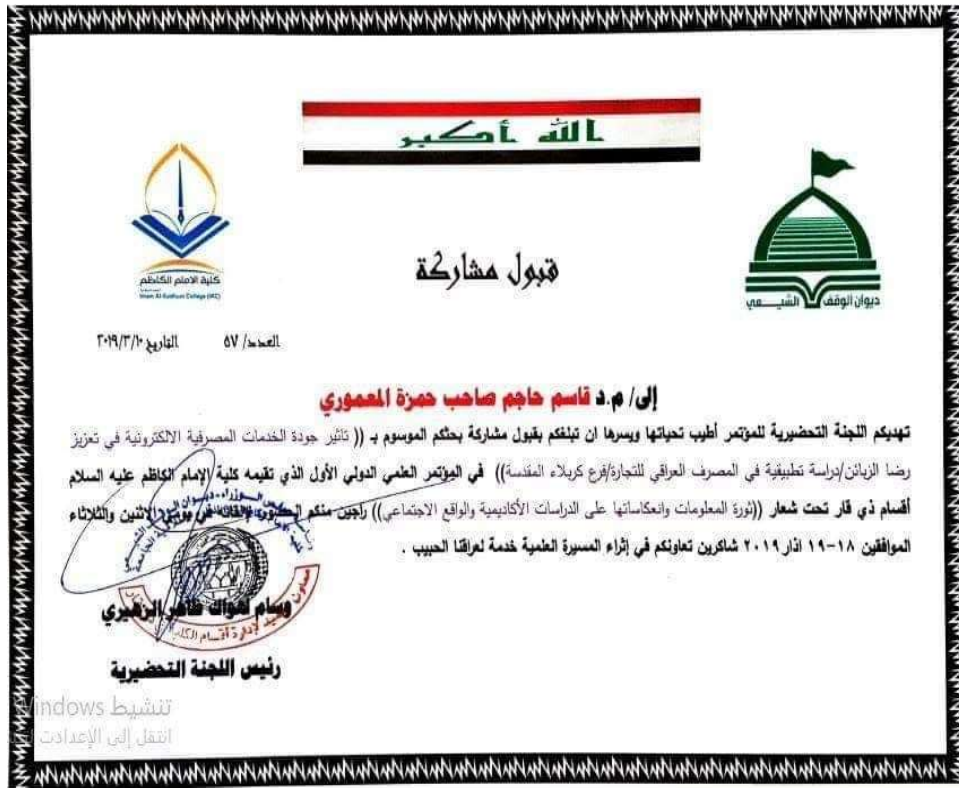 الله أكبر
كلية الامام الكاظم
Imam Al-Kadhum College (IKC)
ديوان الوقف الشيعي
قبول مشاركة
العدد/ ٥٧ التاريخ ٢٠١٩/٣/١٠
إلى/ م.د قاسم حاجم صاحب حمزة المعموري
تهديكم اللجنة التحضيرية للمؤتمر أطيب تحياتها ويسرها ان تبلغكم بقبول مشاركة بحثكم الموسوم بـ (( تاثير جودة الخدمات المصرفية الالكترونية في تعزيز
رضا الزبائن/دراسة تطبيقية في المصرف العراقي للتجارة/فرع كربلاء المقدسة)) في المؤتمر العلمي الدولي الأول الذي تقيمه كلية الإمام الكاظم عليه السلام
أقسام ذي قار تحت شعار ((ثورة المعلومات وانعكاساتها على الدراسات الأكاديمية والواقع الاجتماعي)) راجين منكم الاثنين والثلاثاء
الموافقين ١٨-١٩ اذار ٢٠١٩ شاكرين تعاونكم في إثراء المسيرة العلمية خدمة لعراقنا الحبيب .
وسام الزهيري
رئيس اللجنة التحضيرية
تنشيط Windows
انتقل إلى الإعدادات